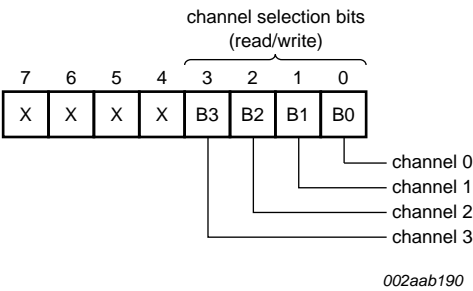 channel selection bits
(read/write)
7 6 5 4 3 2 1 0
X X X X B3 B2 B1 B0
channel 0
channel 1
channel 2
channel 3
002aab190